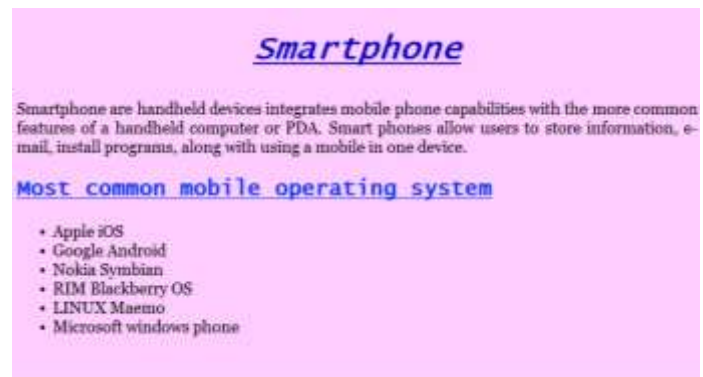 Smartphone
Smartphone are handheld devices integrates mobile phone capabilities with the more common
features of a handheld computer or PDA. Smart phones allow users to store information, e-
mail, install programs, along with using a mobile in one device.
Most common mobile operating system
• Apple iOS
• Google Android
• Nokia Symbian
• RIM Blackberry OS
• LINUX Maemo
• Microsoft windows phone